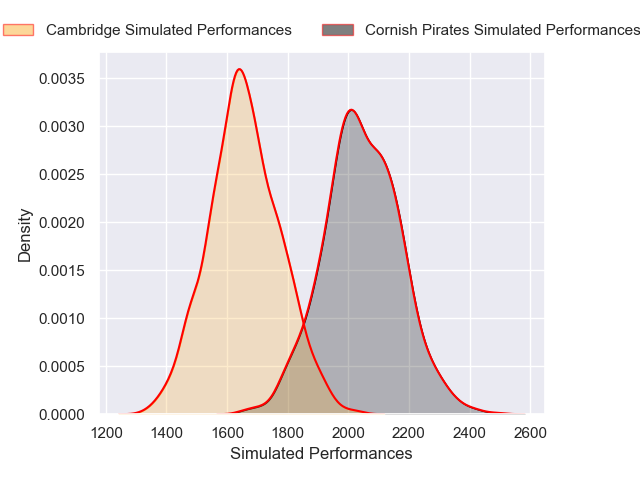 Cambridge Simulated Performances Cornish Pirates Simulated Performances
0.0035
0.0030
0.0025
0.0020
0.0015
0.0010
0.0005
0.0000
Density
1200 1400 1600 1800 2000 2200 2400 2600
Simulated Performances